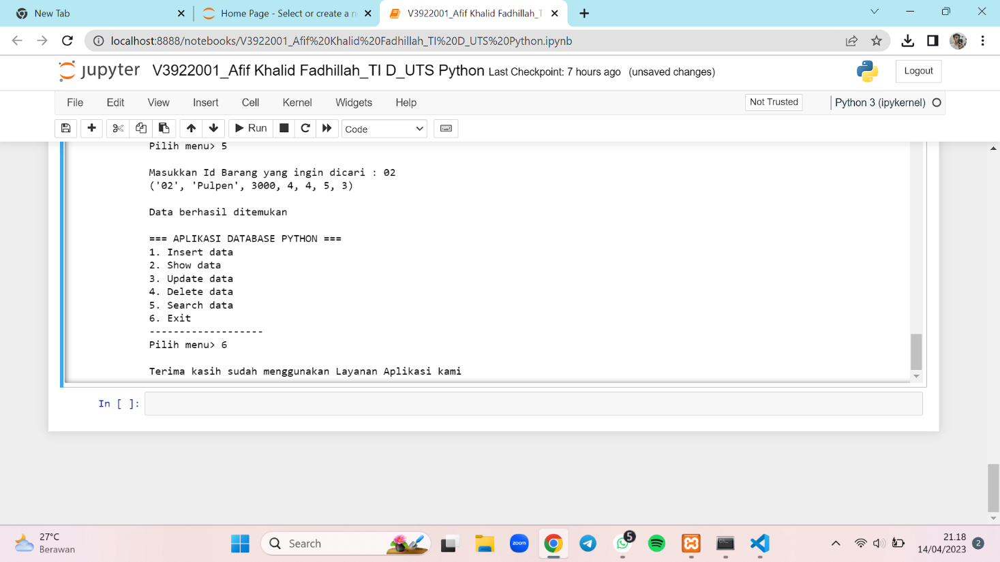 New Tab
Home Page - Select or create a n
V3922001_Afif Khalid Fadhillah_T
localhost:8888/notebooks/V3922001_Afif%20Khalid%20Fadhillah_TI%20D_UTS%20Python.ipynb
jupyter V3922001_Afif Khalid Fadhillah_TI D_UTS Python Last Checkpoint: 7 hours ago (unsaved changes)
Logout
File Edit View Insert Cell Kernel Widgets Help
Not Trusted
Python 3 (ipykernel)
Run
Code
Pilih menu> 5
Masukkan Id Barang yang ingin dicari : 02
('02', 'Pulpen', 3000, 4, 4, 5, 3)
Data berhasil ditemukan
=== APLIKASI DATABASE PYTHON ===
1. Insert data
2. Show data
3. Update data
4. Delete data
5. Search data
6. Exit
-------------------
Pilih menu> 6
Terima kasih sudah menggunakan Layanan Aplikasi kami
In [ ]:
27°C
Berawan
Search
zoom
5
21.18
14/04/2023
2